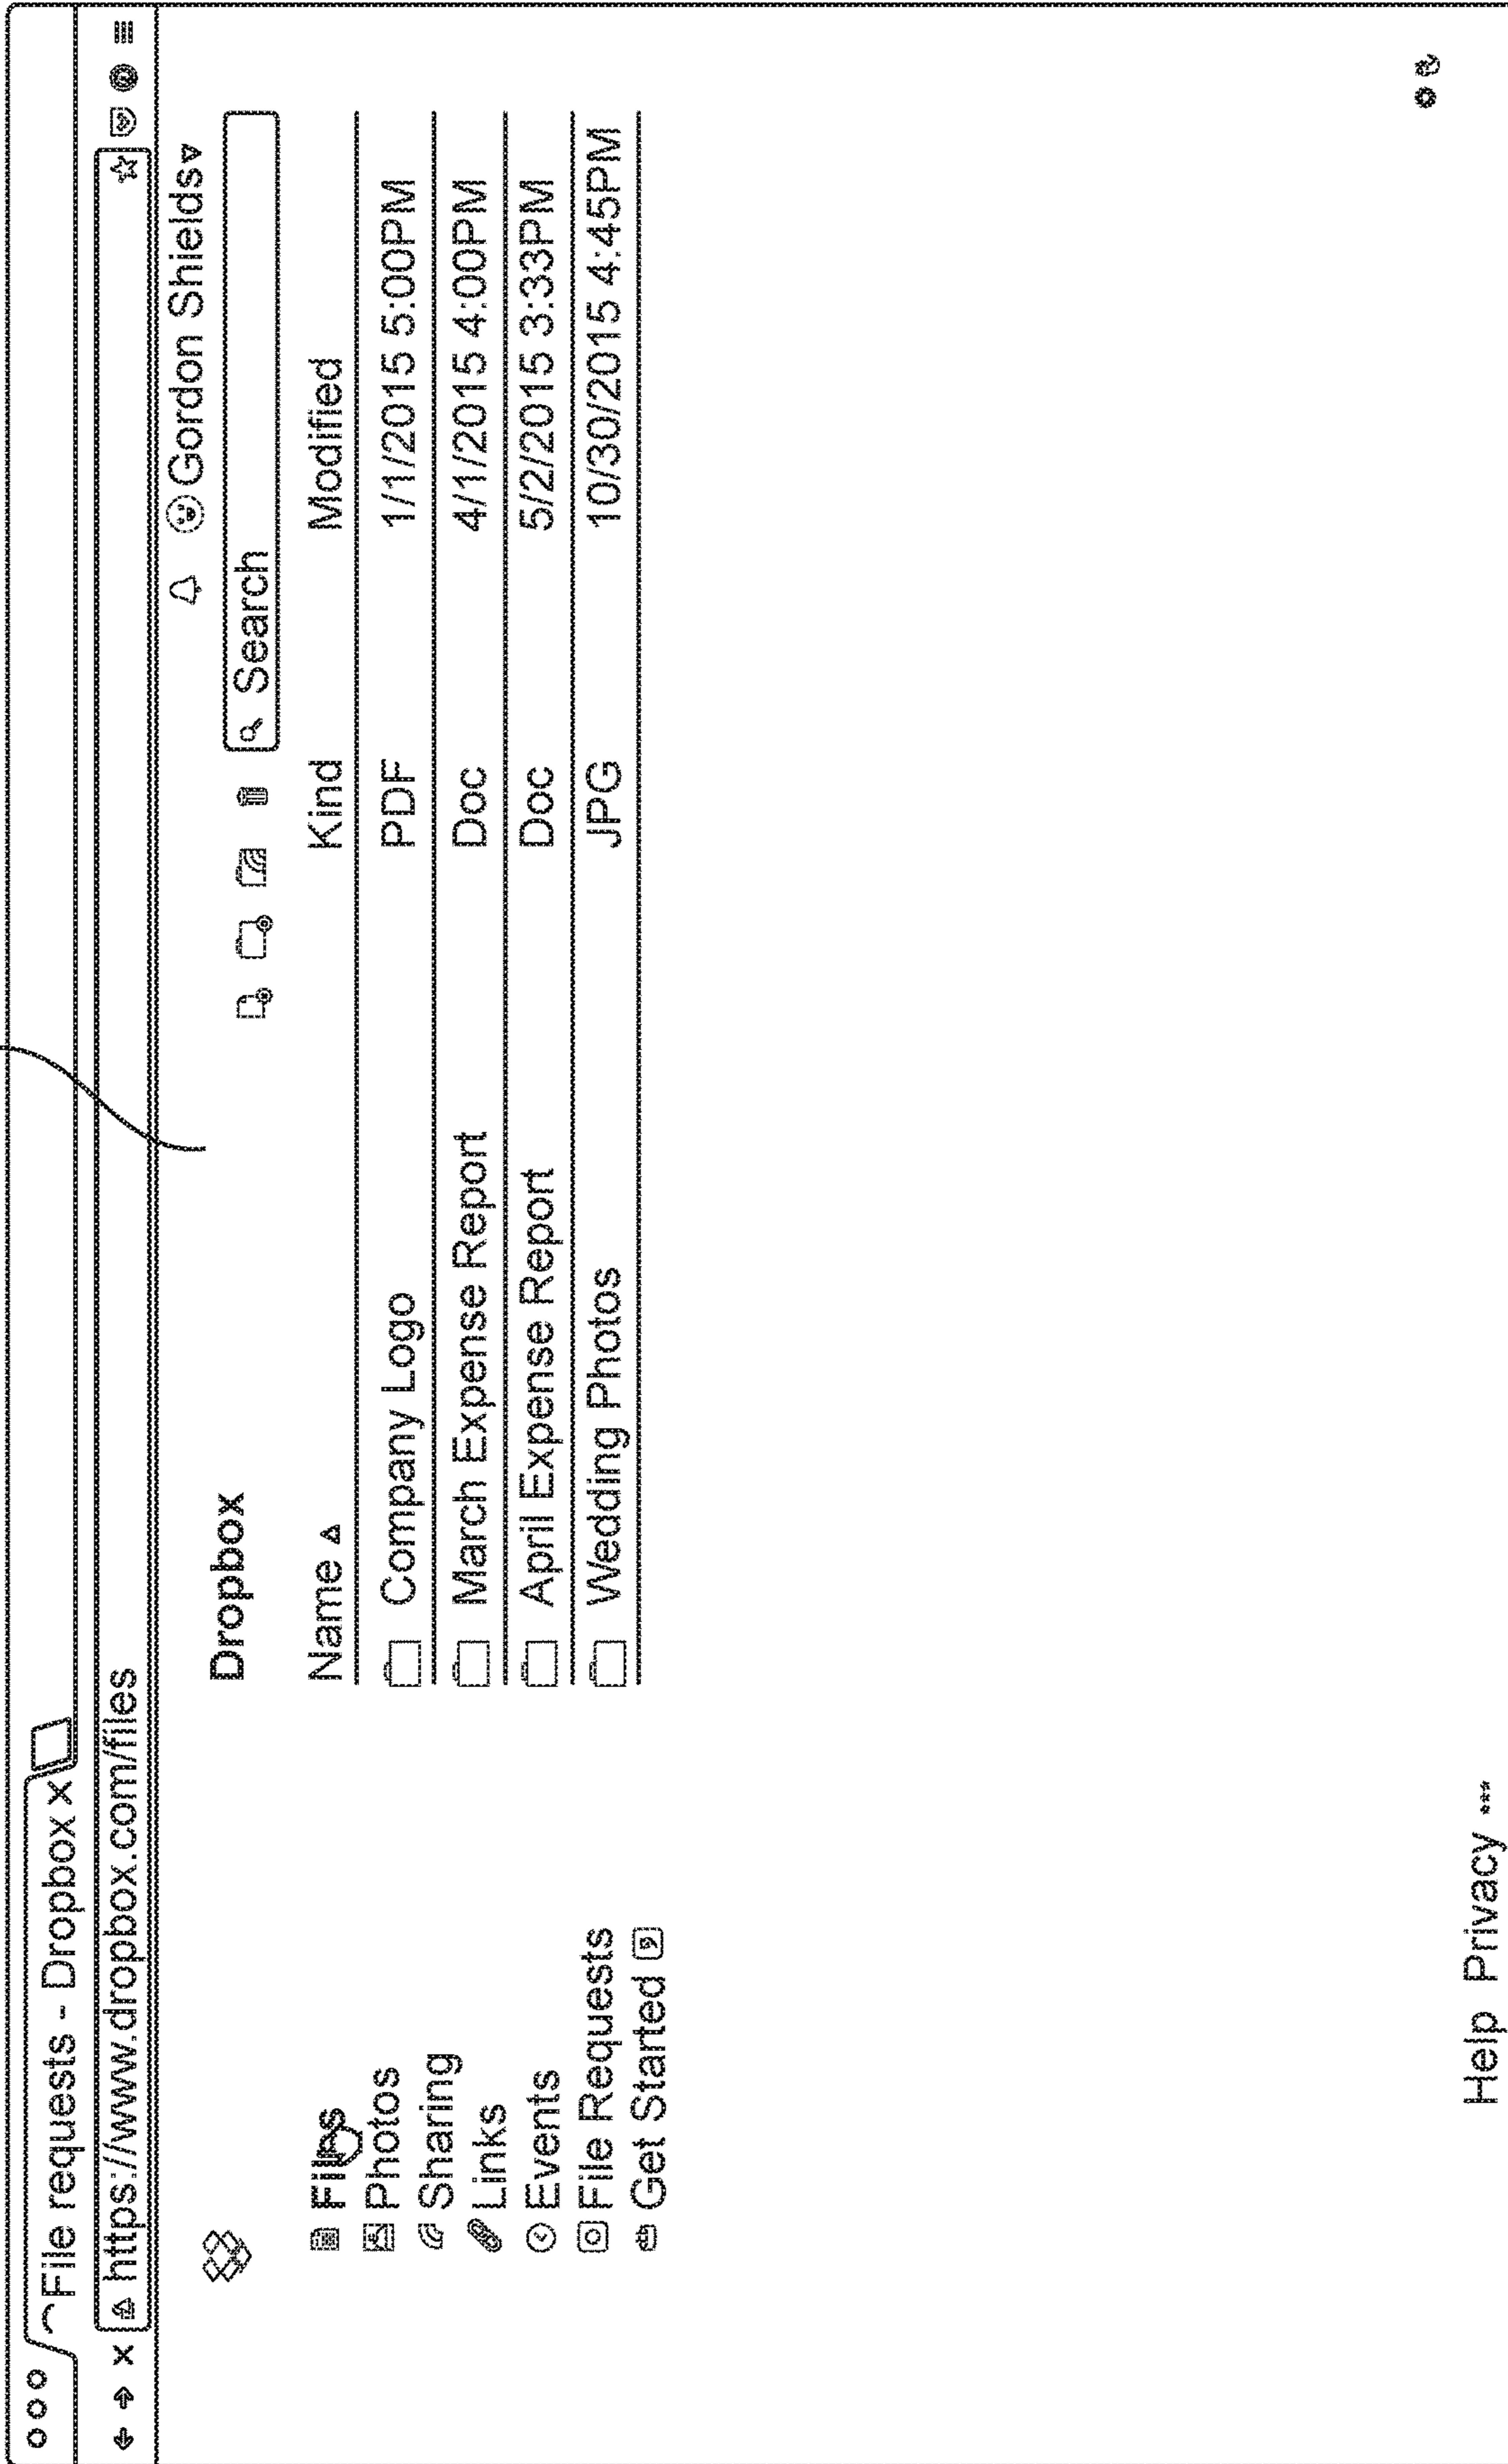 File requests - Dropbox x
https://www.dropbox.com/files
Gordon Shields
Dropbox
Search
Name Kind Modified
Company Logo PDF 1/1/2015 5:00PM
March Expense Report Doc 4/1/2015 4:00PM
April Expense Report Doc 5/2/2015 3:33PM
Wedding Photos JPG 10/30/2015 4:45PM
Files
Photos
Sharing
Links
Events
File Requests
Get Started
Help Privacy